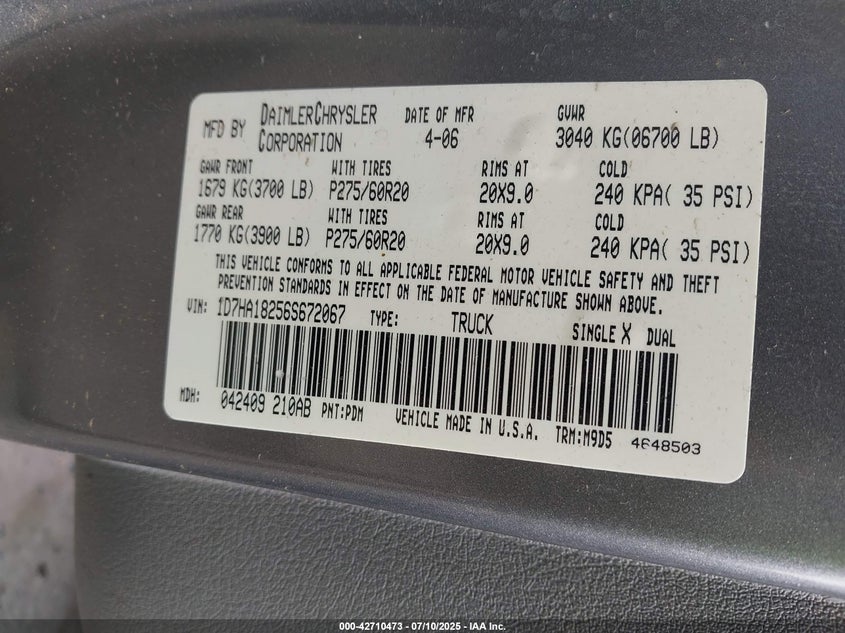 MFD BY DAIMLERCHRYSLER CORPORATION DATE OF MFR 4-06 GVWR 3040 KG(06700 LB)
GAWR FRONT WITH TIRES RIMS AT COLD
1679 KG(3700 LB) P275/60R20 20X9.0 240 KPA( 35 PSI)
GAWR REAR WITH TIRES RIMS AT COLD
1770 KG(3900 LB) P275/60R20 20X9.0 240 KPA( 35 PSI)
THIS VEHICLE CONFORMS TO ALL APPLICABLE FEDERAL MOTOR VEHICLE SAFETY AND THEFT
PREVENTION STANDARDS IN EFFECT ON THE DATE OF MANUFACTURE SHOWN ABOVE.
VIN: 1D7HA18256S672067 TYPE: TRUCK SINGLE X DUAL
MDH: 042409 210AB PNT:PDM VEHICLE MADE IN U.S.A. TRM:M9D5 4648503
000-42710473 — 07/10/2025 — IAA Inc.